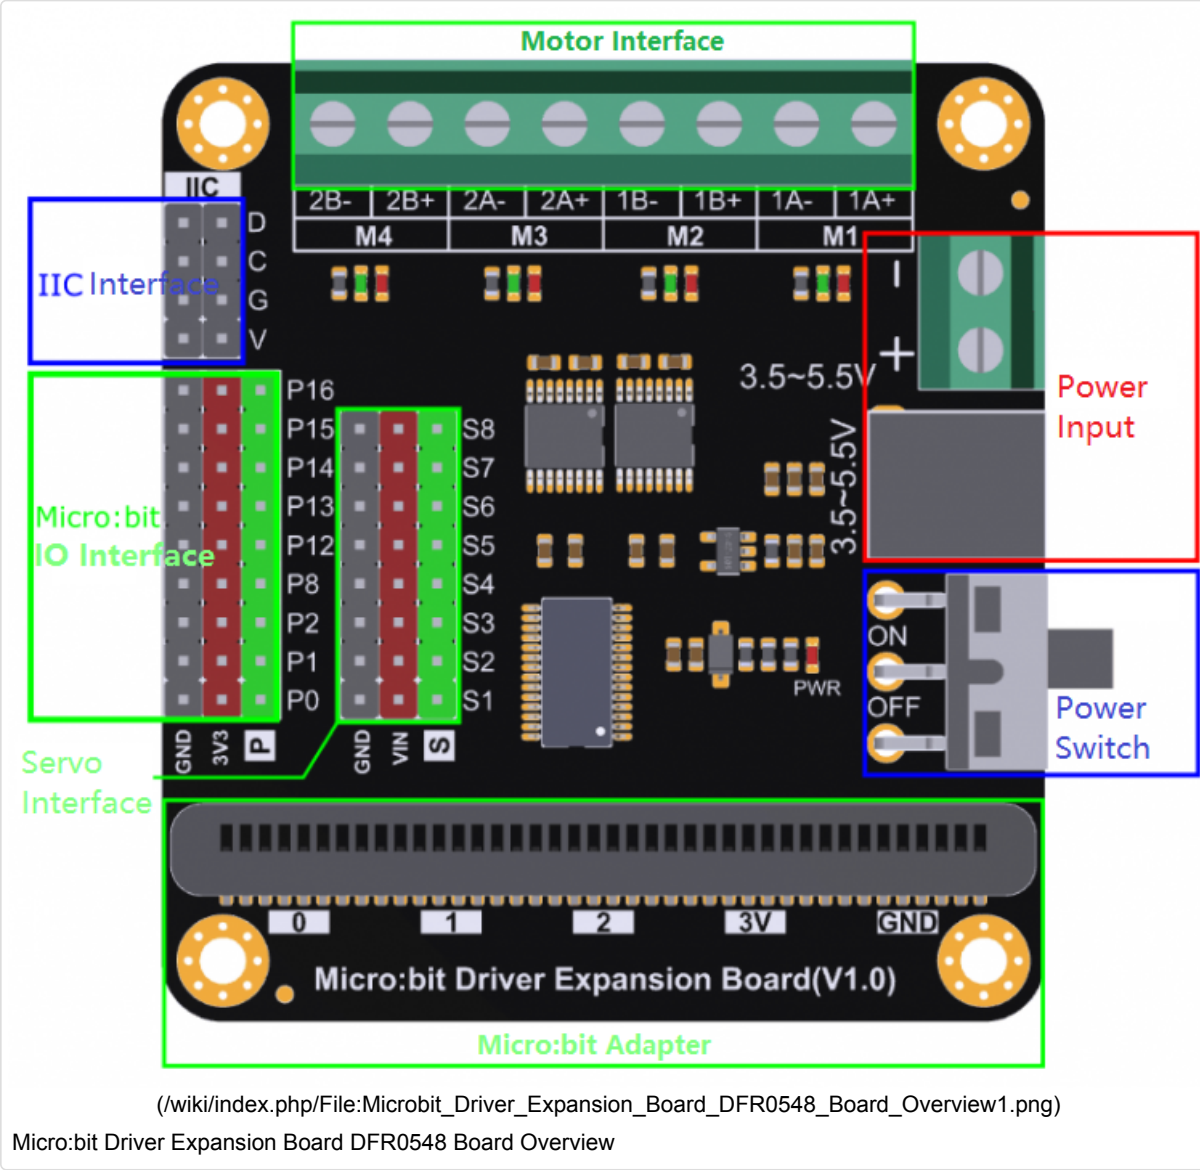 Motor Interface
IIC
2B- 2B+ 2A- 2A+ 1B- 1B+ 1A- 1A+
M4 M3 M2 M1
D
C
G
V
IIC Interface
-
+
3.5~5.5V
3.5~5.5V
Power
Input
P16
P15
P14
P13
P12
P8
P2
P1
P0
Micro:bit
IO Interface
GND 3V3 P
S8
S7
S6
S5
S4
S3
S2
S1
GND VIN S
Servo
Interface
PWR
ON
OFF
Power
Switch
0 1 2 3V GND
Micro:bit Driver Expansion Board(V1.0)
Micro:bit Adapter
(/wiki/index.php/File:Microbit_Driver_Expansion_Board_DFR0548_Board_Overview1.png)
Micro:bit Driver Expansion Board DFR0548 Board Overview